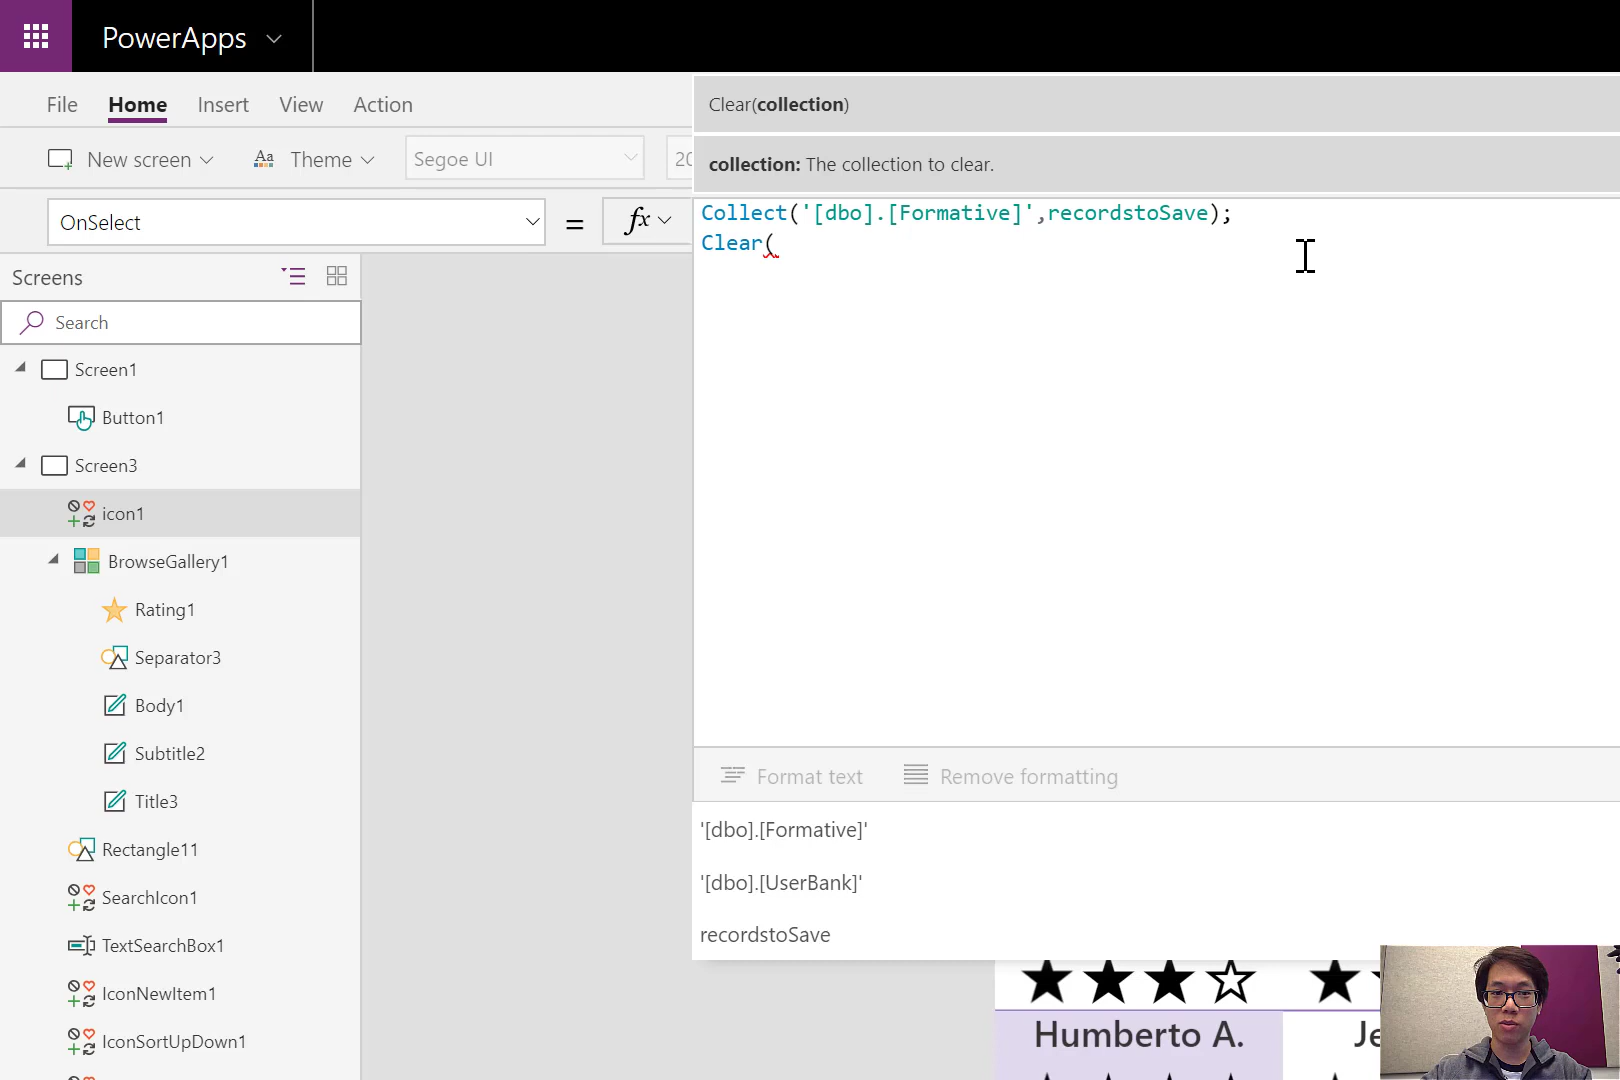 PowerApps
File Home Insert View Action
New screen Theme Segoe UI 20
OnSelect = fx
Clear(collection)
collection: The collection to clear.
Collect('[dbo].[Formative]',recordstoSave);
Clear(
Screens
Search
Screen1
Button1
Screen3
icon1
BrowseGallery1
Rating1
Separator3
Body1
Subtitle2
Title3
Rectangle11
SearchIcon1
TextSearchBox1
IconNewItem1
IconSortUpDown1
Format text Remove formatting
'[dbo].[Formative]'
'[dbo].[UserBank]'
recordstoSave
Humberto A. Je